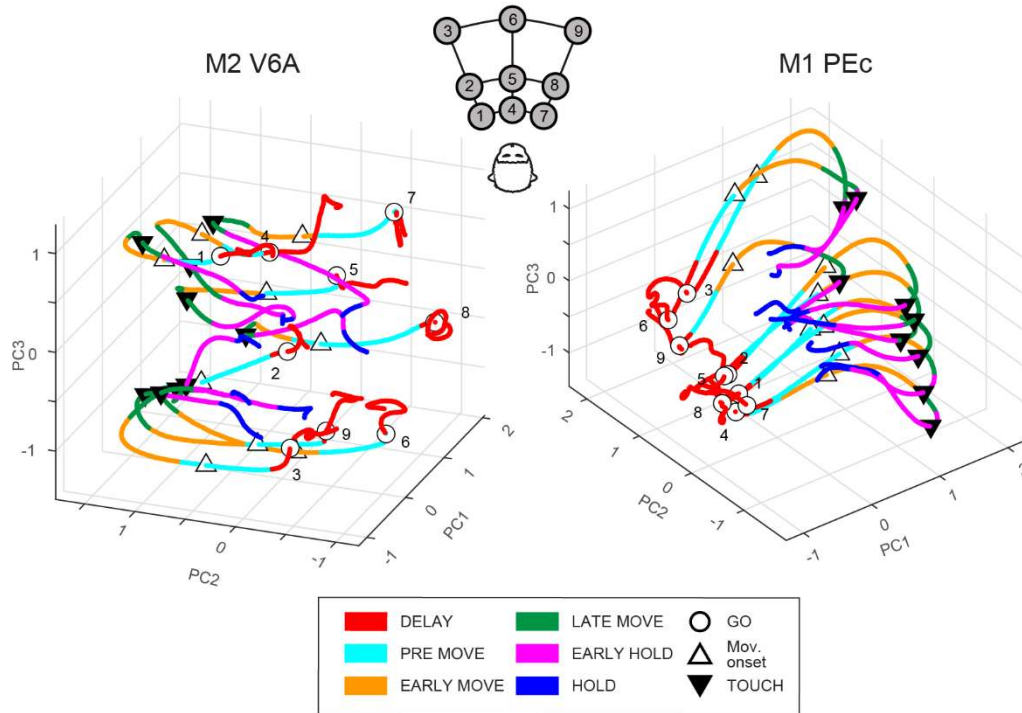 3 6 9
M2 V6A
M1 PEc
2 5 8
1 4 7
7
4
1
5
8
2
9
6
3
1
0
-1
PC3
1
0
-1
PC2
-1
0
1
2
PC1
3
6
9
2
5
1
8
7
4
1
0
-1
PC3
2
1
0
-1
PC2
-1
0
1
2
PC1
DELAY LATE MOVE GO
PRE MOVE EARLY HOLD Mov. onset
EARLY MOVE HOLD TOUCH